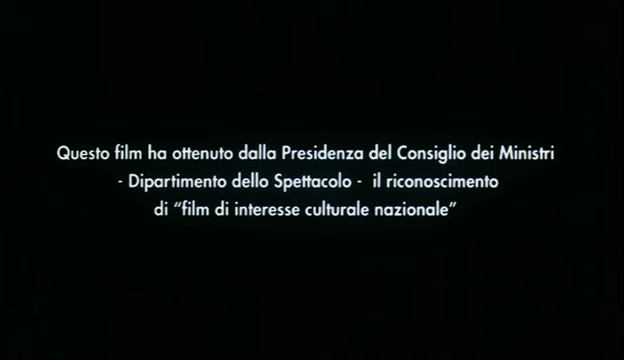 Questo film ha ottenuto dalla Presidenza del Consiglio dei Ministri
- Dipartimento dello Spettacolo - il riconoscimento
di “film di interesse culturale nazionale”